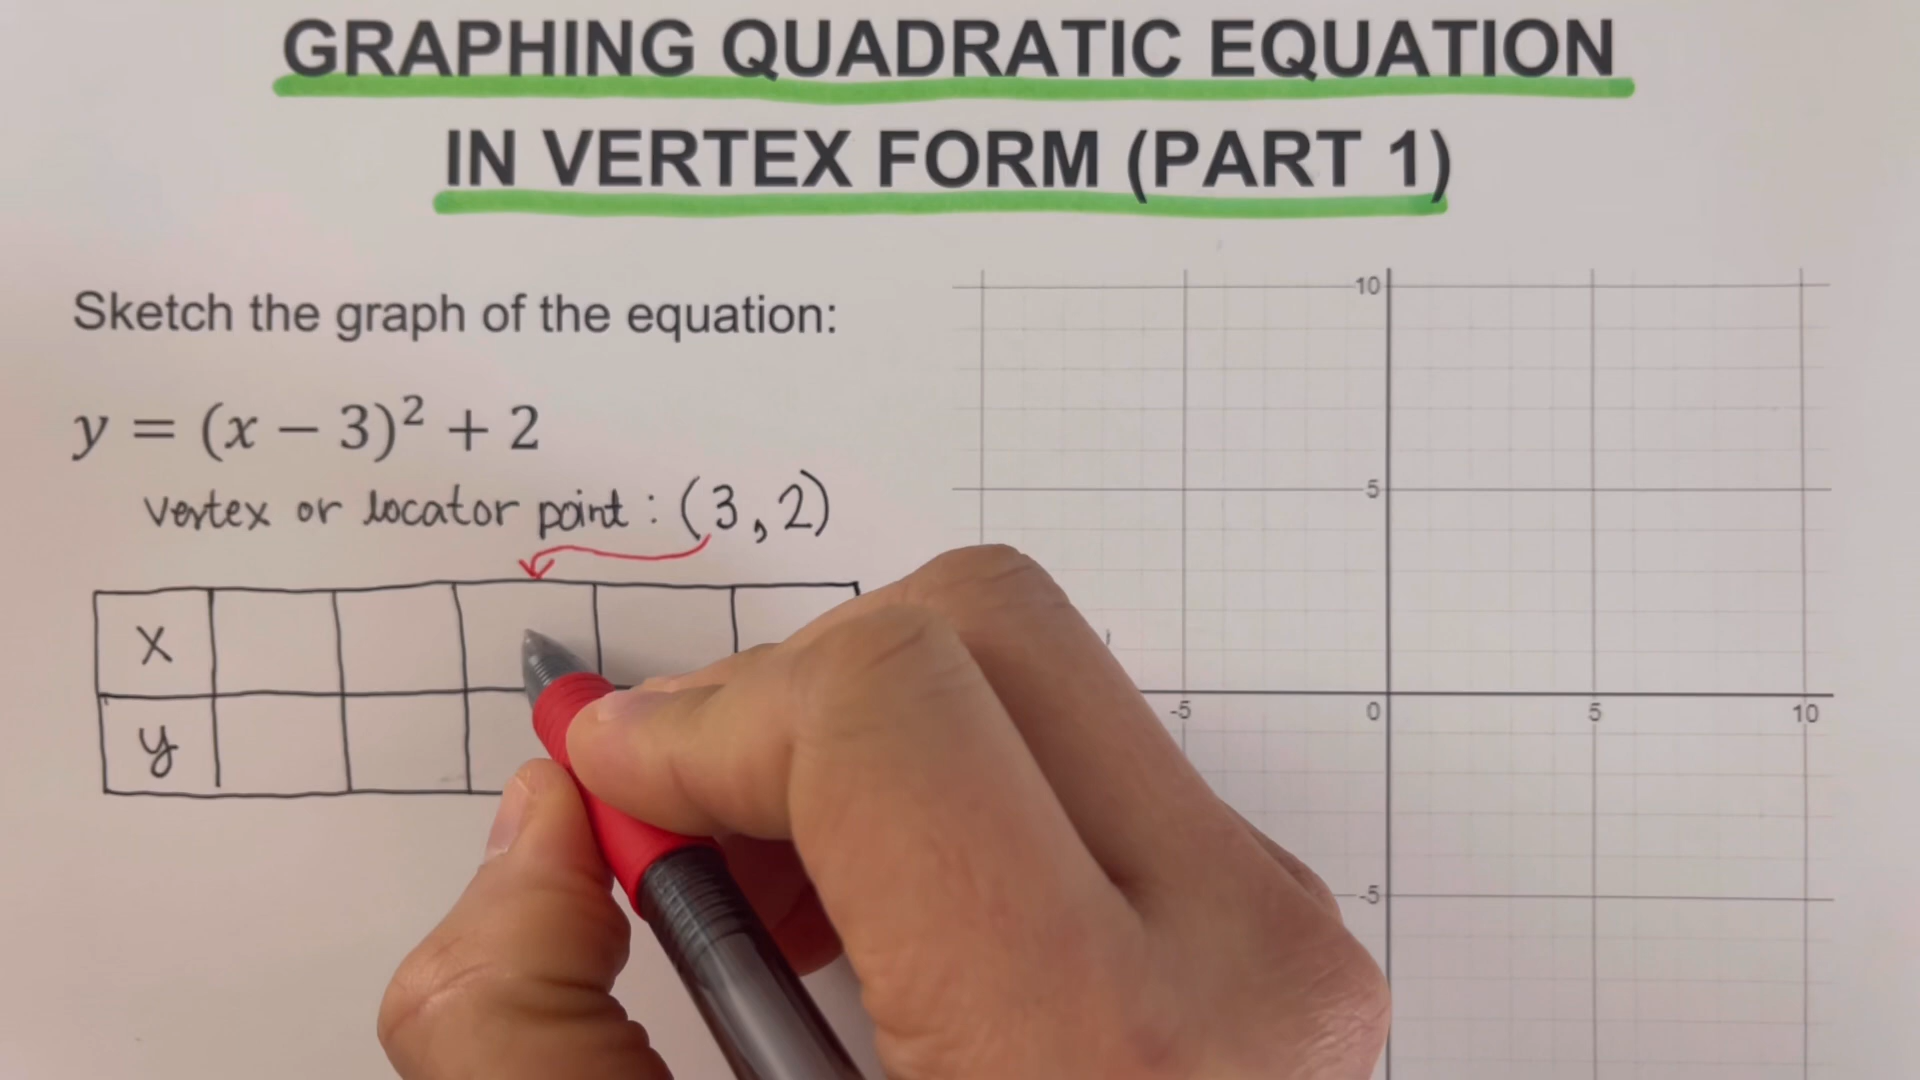 GRAPHING QUADRATIC EQUATION
IN VERTEX FORM (PART 1)
Sketch the graph of the equation:
y = (x − 3)² + 2
vertex or locator point : (3, 2)
x
y
10
5
-5 0 5 10
-5